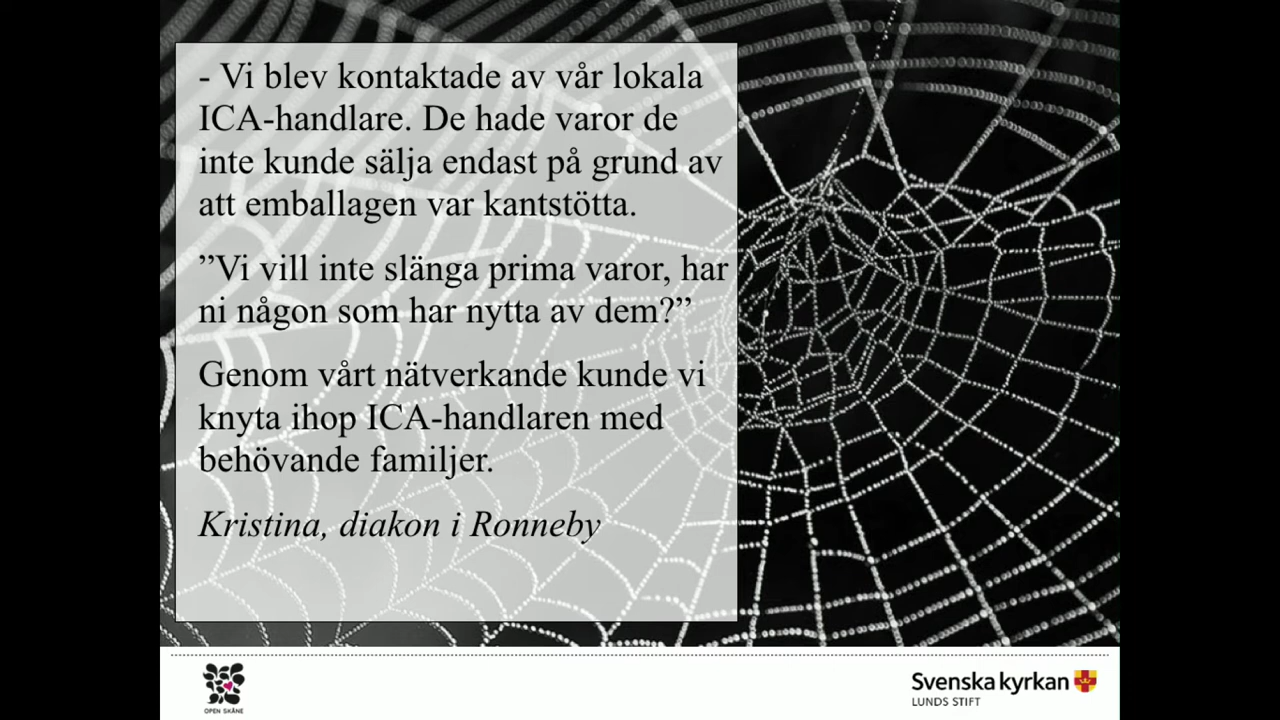 - Vi blev kontaktade av vår lokala
ICA-handlare. De hade varor de
inte kunde sälja endast på grund av
att emballagen var kantstötta.
”Vi vill inte slänga prima varor, har
ni någon som har nytta av dem?”
Genom vårt nätverkande kunde vi
knyta ihop ICA-handlaren med
behövande familjer.
Kristina, diakon i Ronneby
OPEN SKÅNE
Svenska kyrkan
LUNDS STIFT